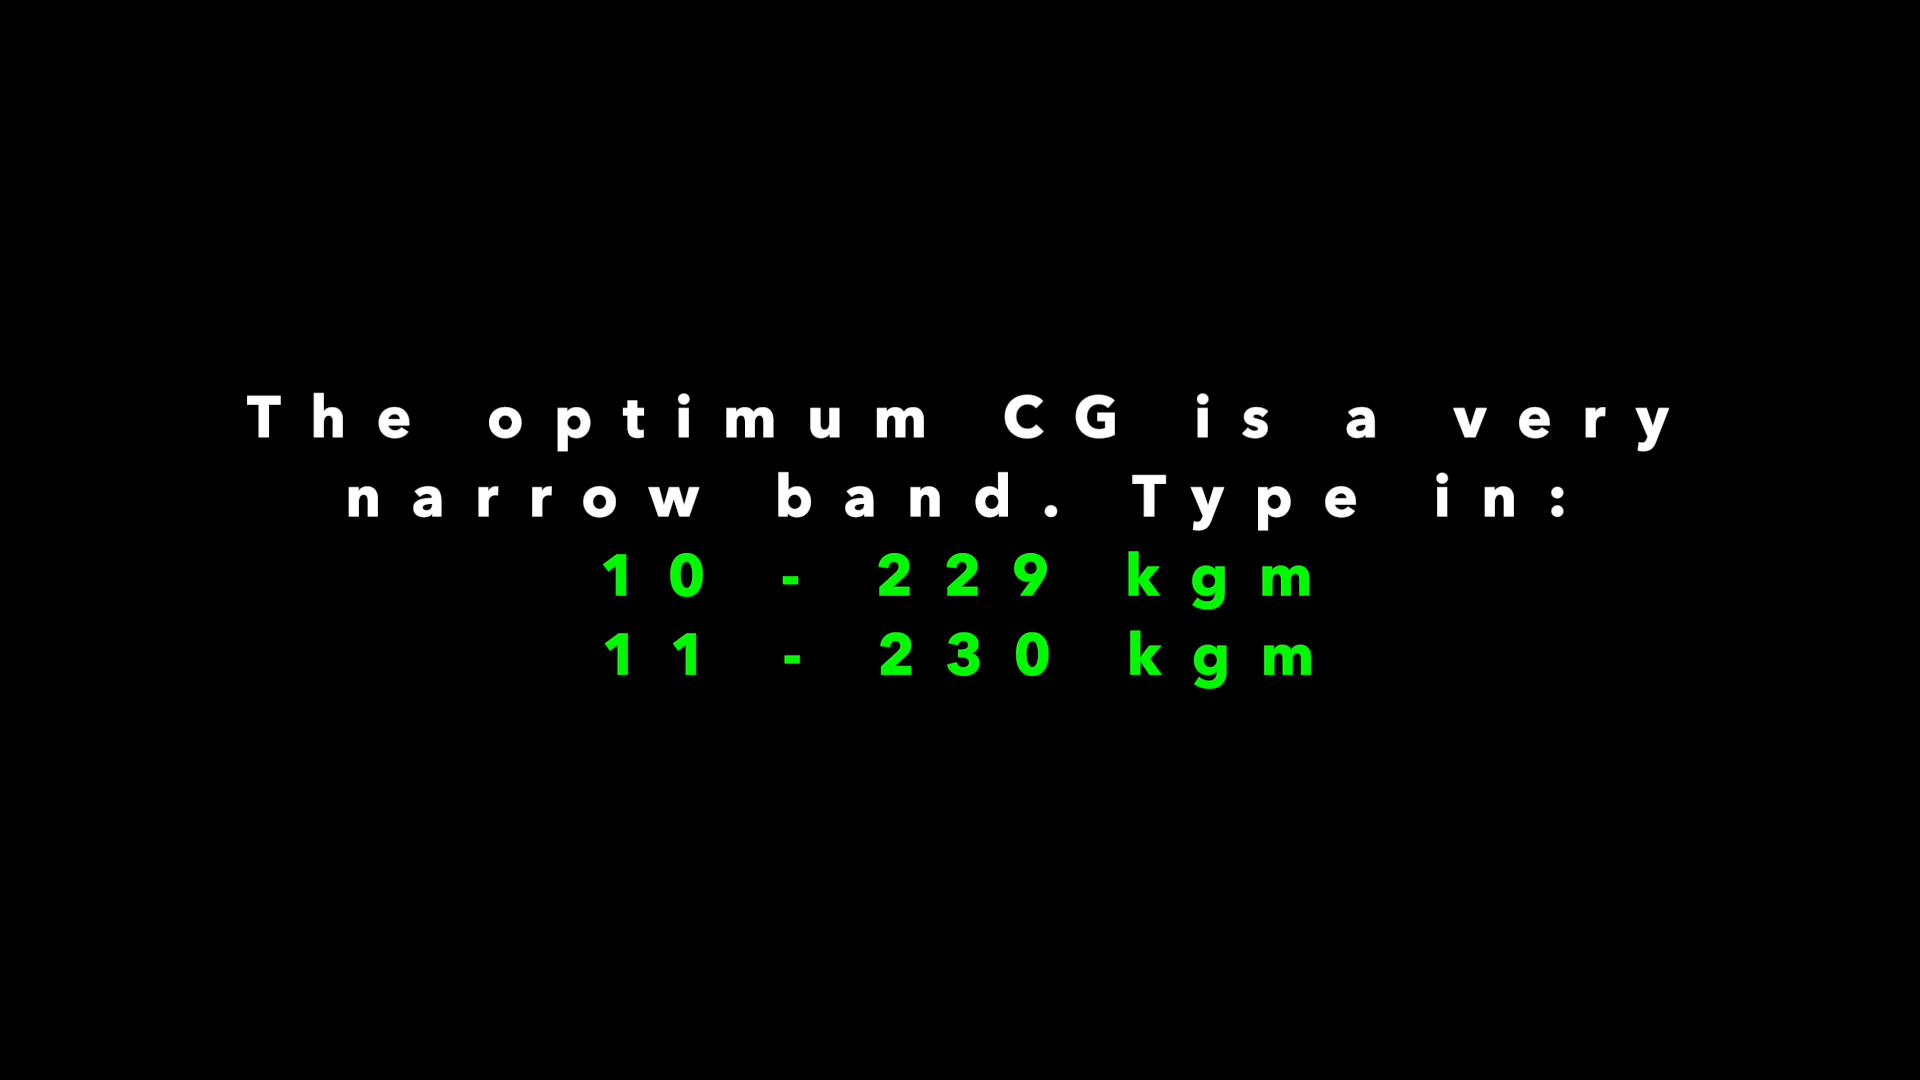 The optimum CG is a very
narrow band. Type in:
10 - 229 kgm
11 - 230 kgm